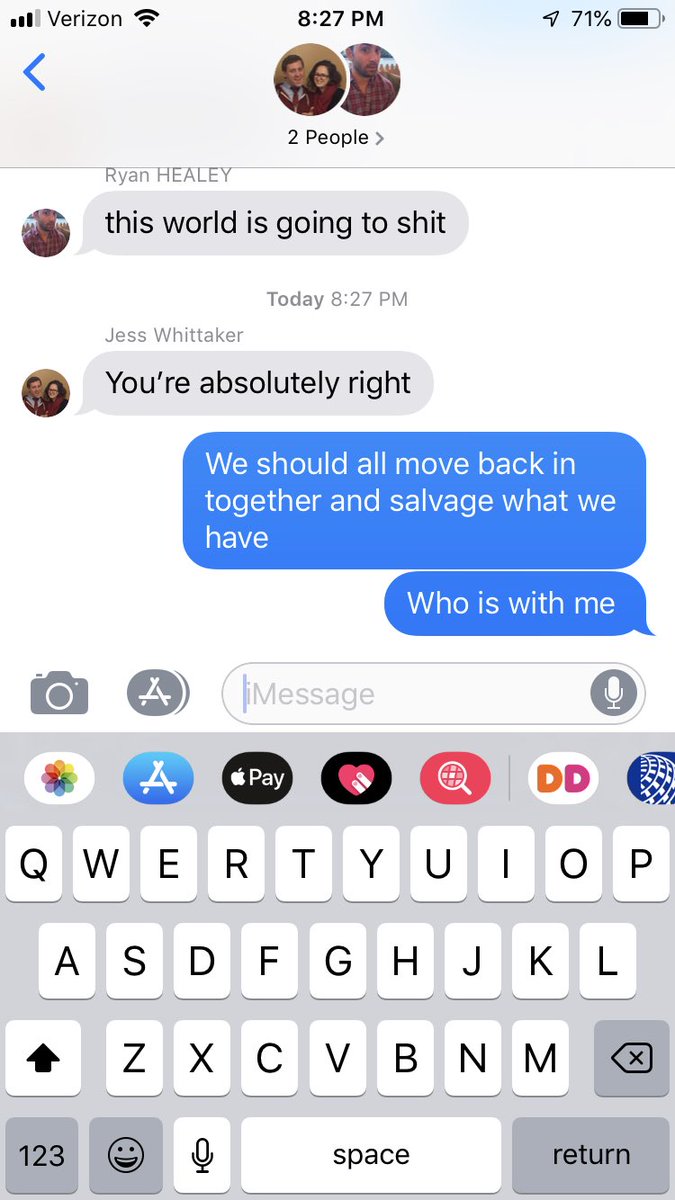 Verizon 8:27 PM 71%
2 People
Ryan HEALEY
this world is going to shit
Today 8:27 PM
Jess Whittaker
You’re absolutely right
We should all move back in
together and salvage what we
have
Who is with me
iMessage
Pay DD
Q W E R T Y U I O P
A S D F G H J K L
Z X C V B N M
123 space return